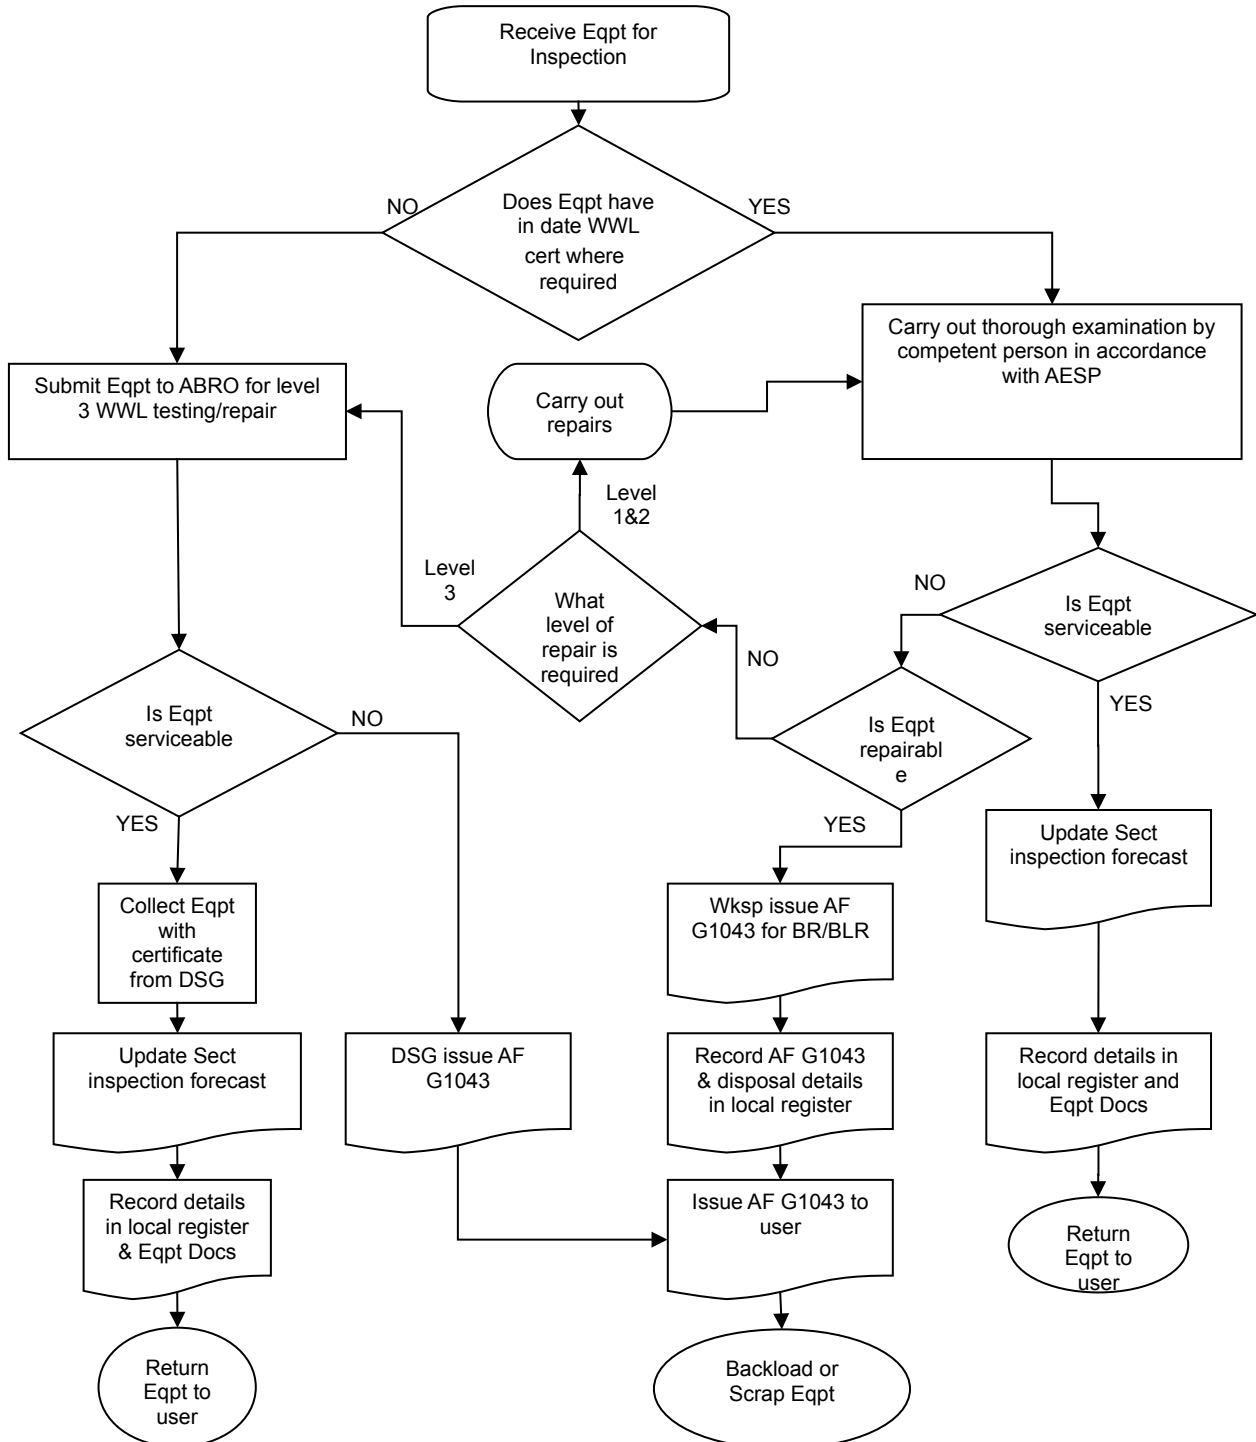 Receive Eqpt for
Inspection
NO
Does Eqpt have
in date WWL
cert where
required
YES
Submit Eqpt to ABRO for level
3 WWL testing/repair
Carry out
repairs
Carry out thorough examination by
competent person in accordance
with AESP
Level
1&2
Level
3
What
level of
repair is
required
NO
NO
Is Eqpt
serviceable
YES
Is Eqpt
serviceable
NO
YES
Is Eqpt
repairabl
e
YES
Update Sect
inspection forecast
Collect Eqpt
with
certificate
from DSG
Wksp issue AF
G1043 for BR/BLR
Update Sect
inspection forecast
DSG issue AF
G1043
Record AF G1043
& disposal details
in local register
Record details in
local register and
Eqpt Docs
Record details
in local register
& Eqpt Docs
Issue AF G1043 to
user
Return
Eqpt to
user
Return
Eqpt to
user
Backload or
Scrap Eqpt